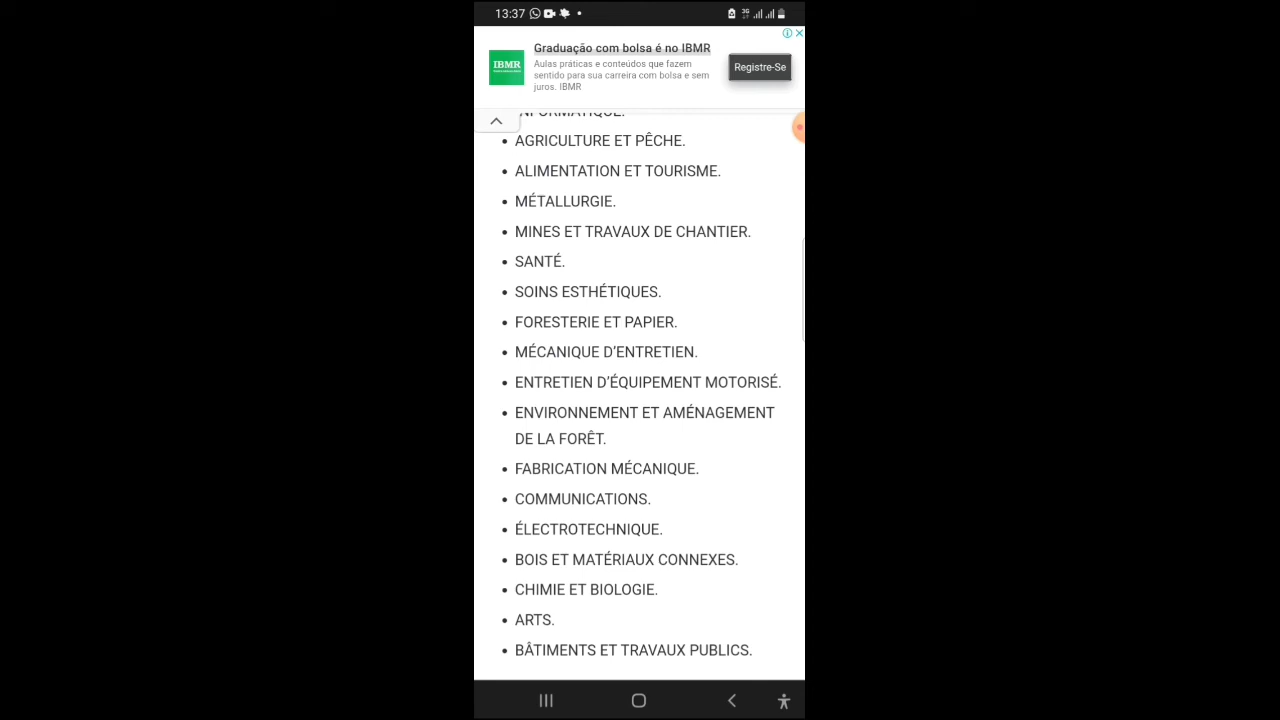 13:37
3G
Graduação com bolsa é no IBMR
IBMR
Aulas práticas e conteúdos que fazem
sentido para sua carreira com bolsa e sem
juros. IBMR
Registre-Se
INFORMATIQUE.
• AGRICULTURE ET PÊCHE.
• ALIMENTATION ET TOURISME.
• MÉTALLURGIE.
• MINES ET TRAVAUX DE CHANTIER.
• SANTÉ.
• SOINS ESTHÉTIQUES.
• FORESTERIE ET PAPIER.
• MÉCANIQUE D’ENTRETIEN.
• ENTRETIEN D’ÉQUIPEMENT MOTORISÉ.
• ENVIRONNEMENT ET AMÉNAGEMENT
DE LA FORÊT.
• FABRICATION MÉCANIQUE.
• COMMUNICATIONS.
• ÉLECTROTECHNIQUE.
• BOIS ET MATÉRIAUX CONNEXES.
• CHIMIE ET BIOLOGIE.
• ARTS.
• BÂTIMENTS ET TRAVAUX PUBLICS.